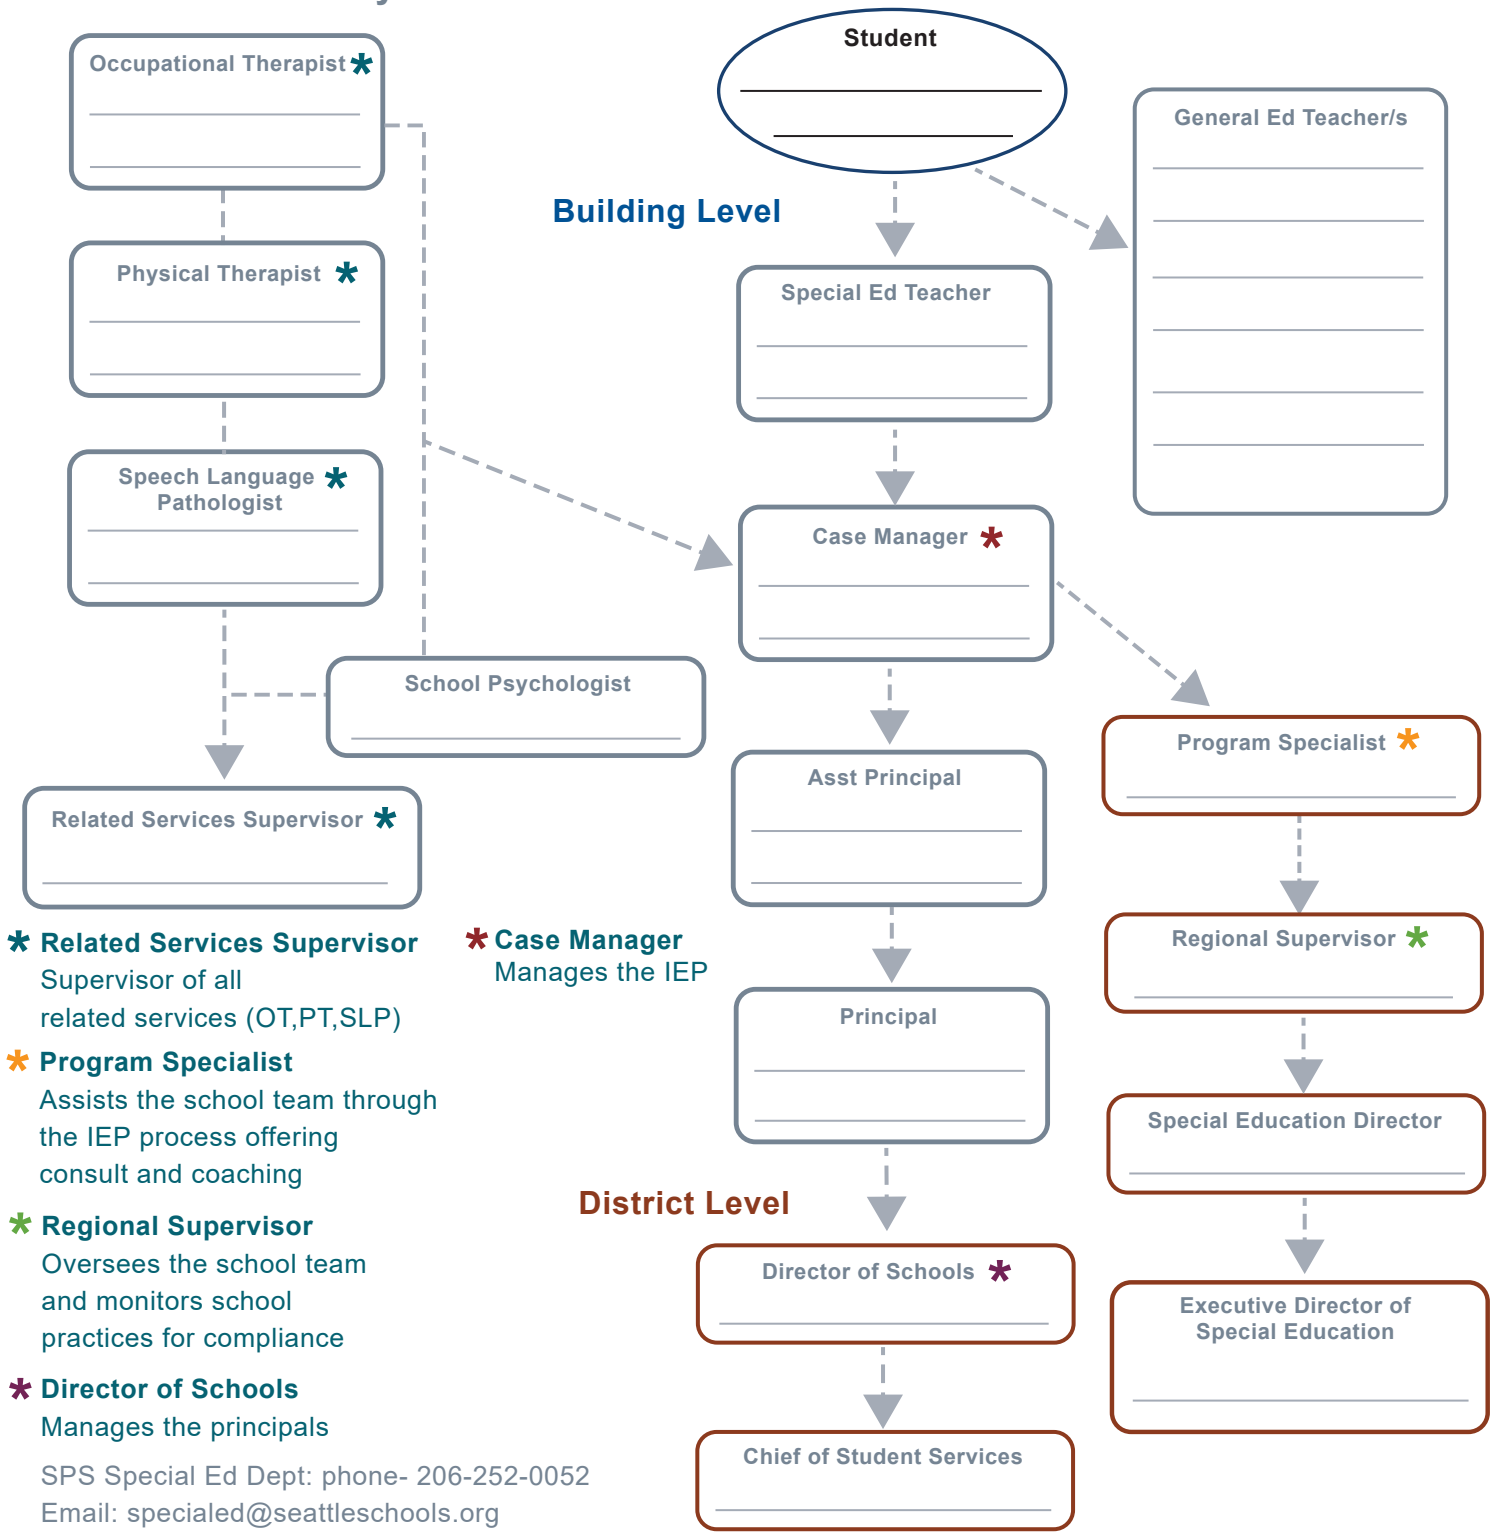 Occupational Therapist *
Student
General Ed Teacher/s
Building Level
Physical Therapist *
Special Ed Teacher
Speech Language *
Pathologist
Case Manager *
School Psychologist
Program Specialist *
Asst Principal
Related Services Supervisor *
Regional Supervisor *
Principal
Special Education Director
District Level
Director of Schools *
Executive Director of
Special Education
Chief of Student Services
* Related Services Supervisor
Supervisor of all
related services (OT,PT,SLP)
* Case Manager
Manages the IEP
* Program Specialist
Assists the school team through
the IEP process offering
consult and coaching
* Regional Supervisor
Oversees the school team
and monitors school
practices for compliance
* Director of Schools
Manages the principals
SPS Special Ed Dept: phone- 206-252-0052
Email: specialed@seattleschools.org